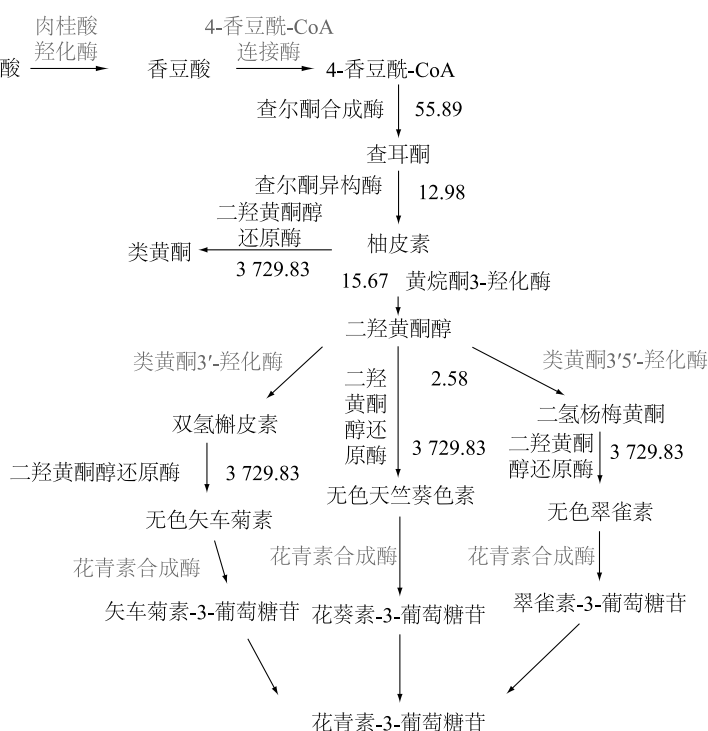 肉桂酸
羟化酶
4-香豆酰-CoA
连接酶
酸
香豆酸
4-香豆酰-CoA
查尔酮合成酶
55.89
查耳酮
查尔酮异构酶
12.98
二羟黄酮醇
还原酶
3 729.83
类黄酮
柚皮素
15.67
黄烷酮3-羟化酶
二羟黄酮醇
类黄酮3′-羟化酶
二羟
黄酮
醇还
原酶
2.58
3 729.83
类黄酮3′5′-羟化酶
双氢槲皮素
二氢杨梅黄酮
二羟黄酮醇还原酶
3 729.83
二羟黄酮
醇还原酶
3 729.83
无色矢车菊素
无色天竺葵色素
无色翠雀素
花青素合成酶
花青素合成酶
花青素合成酶
矢车菊素-3-葡萄糖苷
花葵素-3-葡萄糖苷
翠雀素-3-葡萄糖苷
花青素-3-葡萄糖苷